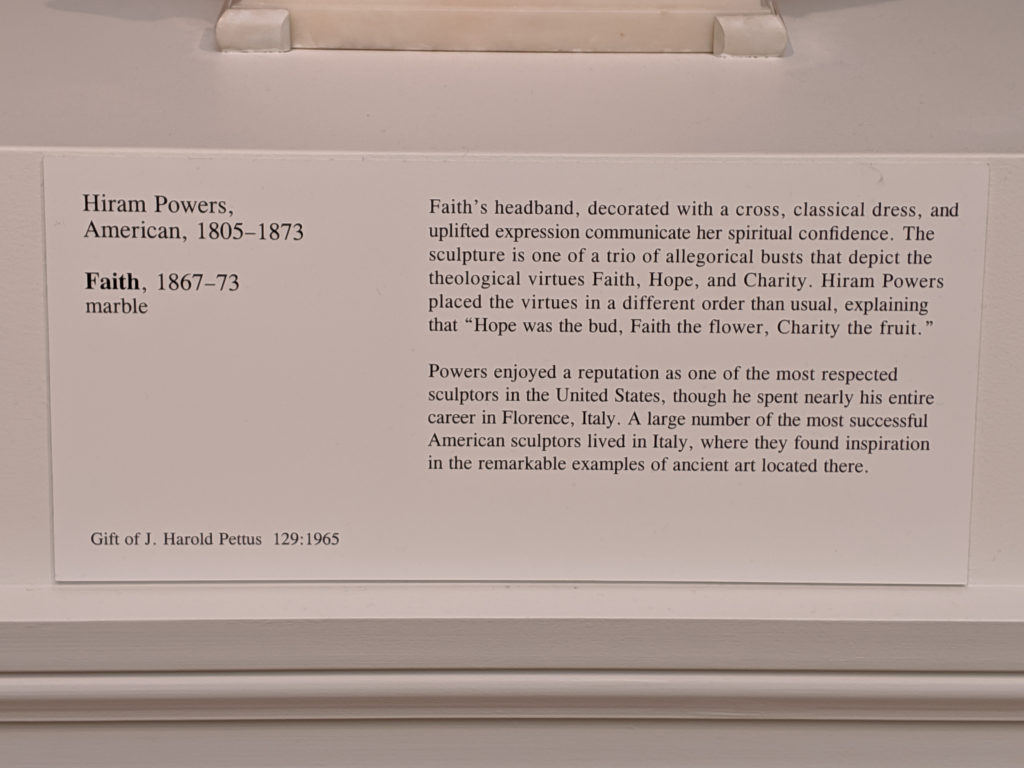 Hiram Powers,
American, 1805–1873
Faith, 1867–73
marble
Faith's headband, decorated with a cross, classical dress, and
uplifted expression communicate her spiritual confidence. The
sculpture is one of a trio of allegorical busts that depict the
theological virtues Faith, Hope, and Charity. Hiram Powers
placed the virtues in a different order than usual, explaining
that “Hope was the bud, Faith the flower, Charity the fruit.”
Powers enjoyed a reputation as one of the most respected
sculptors in the United States, though he spent nearly his entire
career in Florence, Italy. A large number of the most successful
American sculptors lived in Italy, where they found inspiration
in the remarkable examples of ancient art located there.
Gift of J. Harold Pettus 129:1965